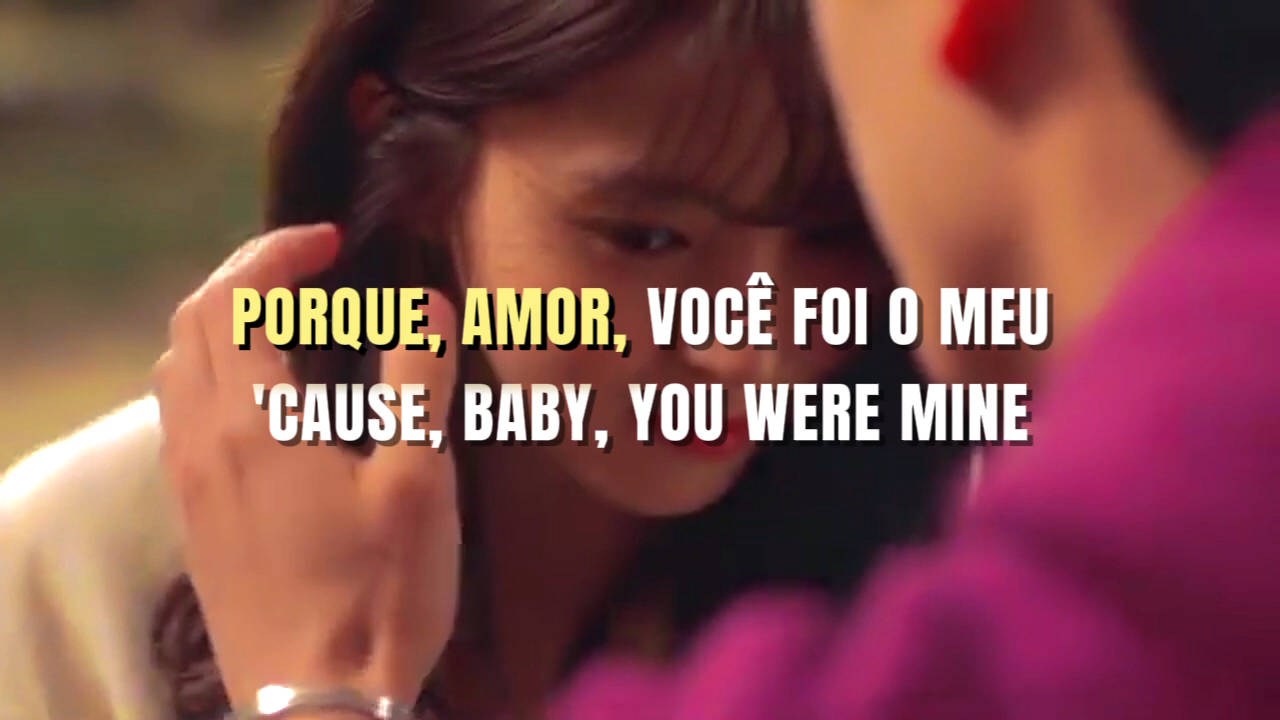 PORQUE, AMOR, VOCÊ FOI O MEU
'CAUSE, BABY, YOU WERE MINE